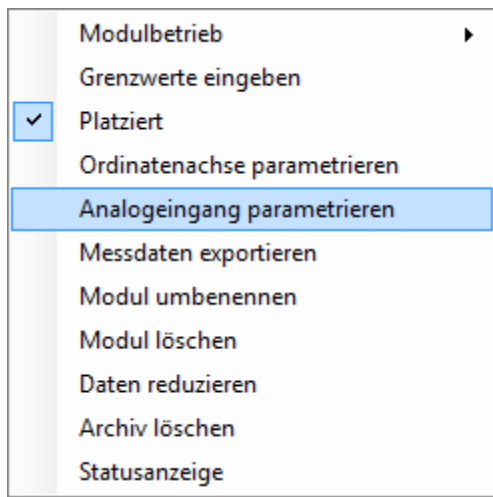 Modulbetrieb
Grenzwerte eingeben
Platziert
Ordinatenachse parametrieren
Analogeingang parametrieren
Messdaten exportieren
Modul umbenennen
Modul löschen
Daten reduzieren
Archiv löschen
Statusanzeige